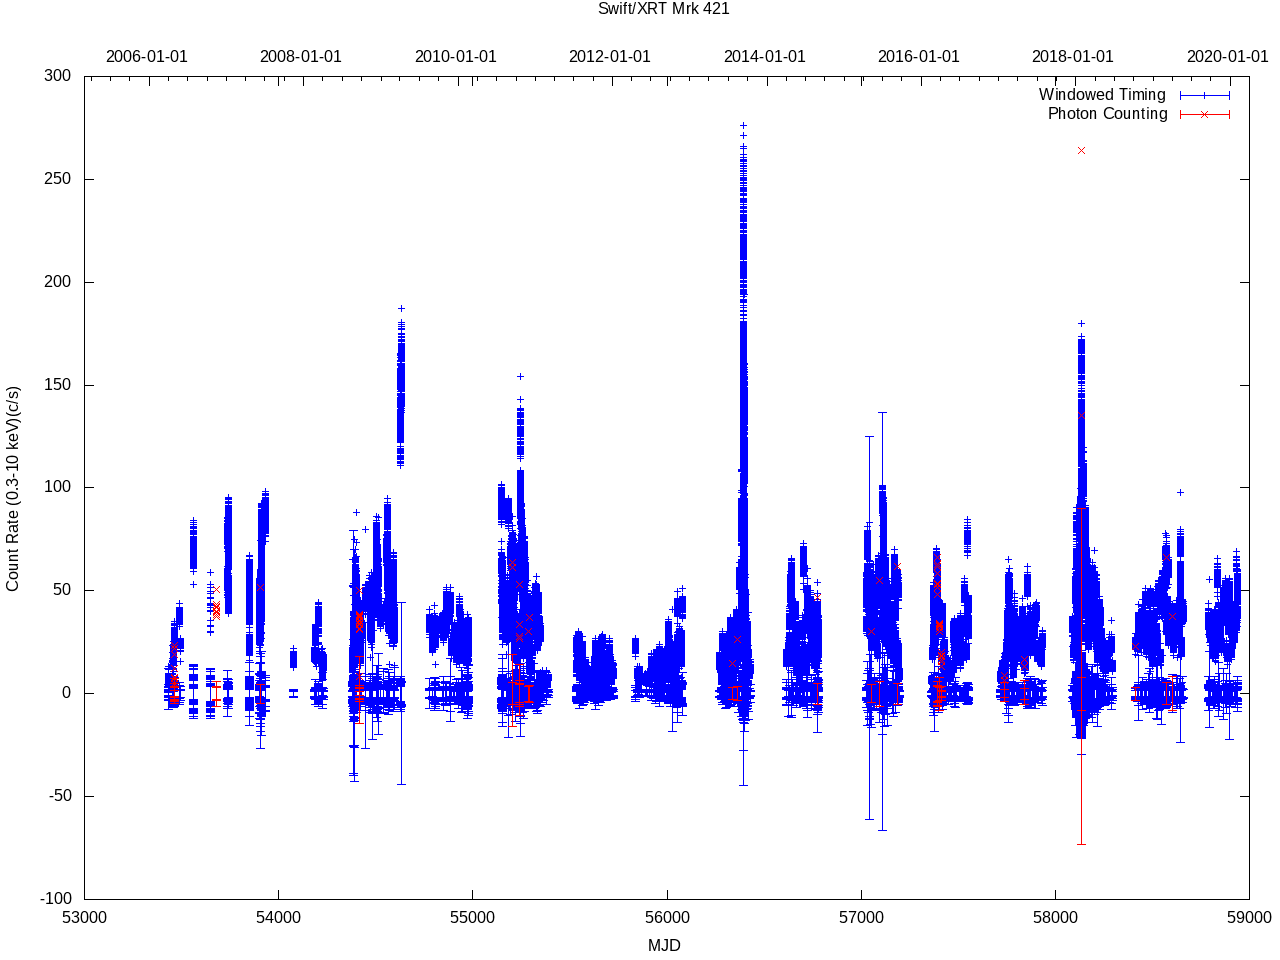 Swift/XRT Mrk 421
2006-01-01 2008-01-01 2010-01-01 2012-01-01 2014-01-01 2016-01-01 2018-01-01 2020-01-01
300
Windowed Timing
Photon Counting
250
200
150
100
50
0
-50
-100
Count Rate (0.3-10 keV)(c/s)
53000 54000 55000 56000 57000 58000 59000
MJD